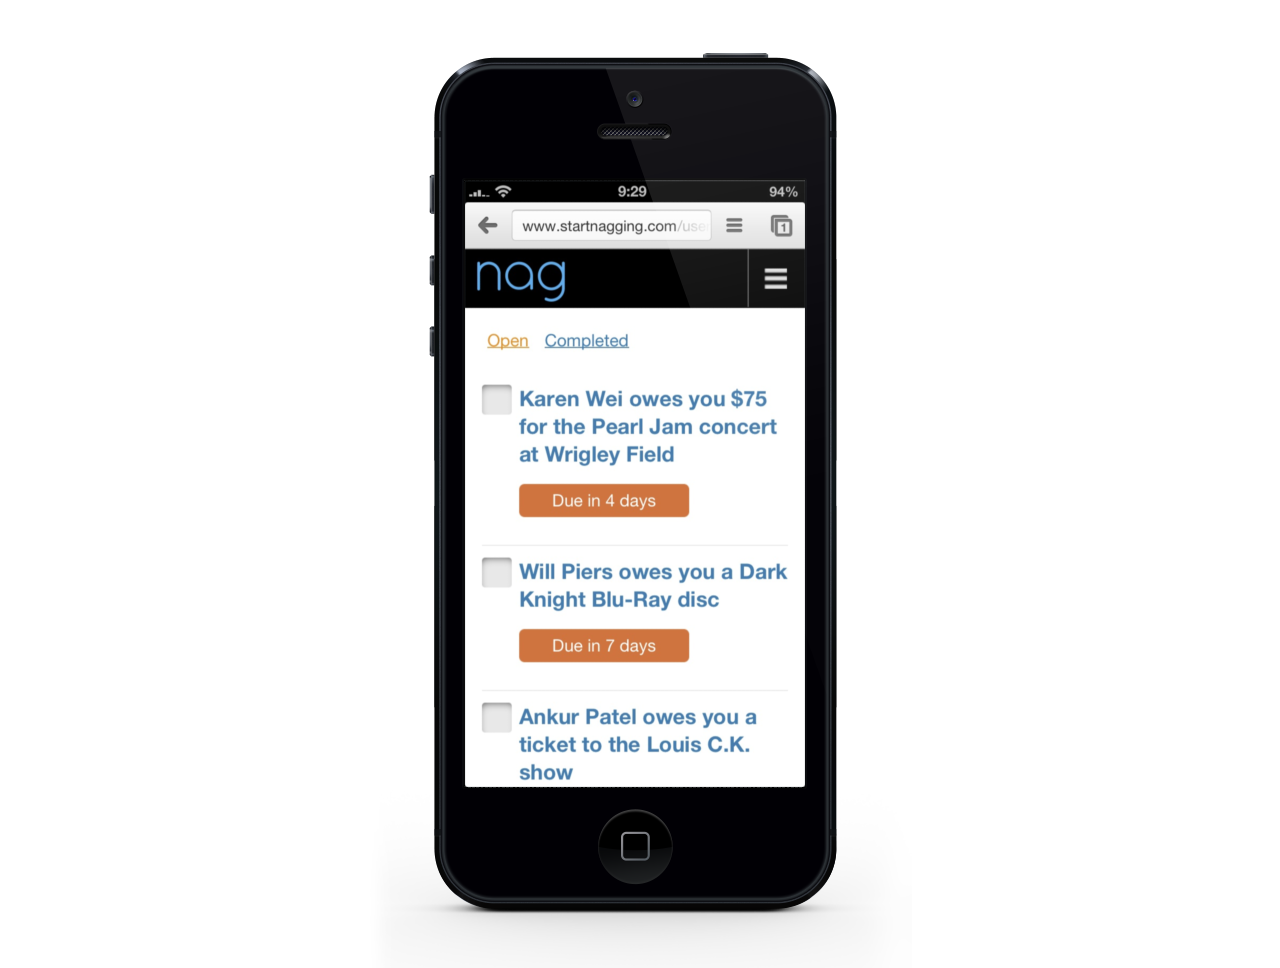 9:29
94%
www.startnagging.com/use
1
nag
Open Completed
Karen Wei owes you $75
for the Pearl Jam concert
at Wrigley Field
Due in 4 days
Will Piers owes you a Dark
Knight Blu-Ray disc
Due in 7 days
Ankur Patel owes you a
ticket to the Louis C.K.
show